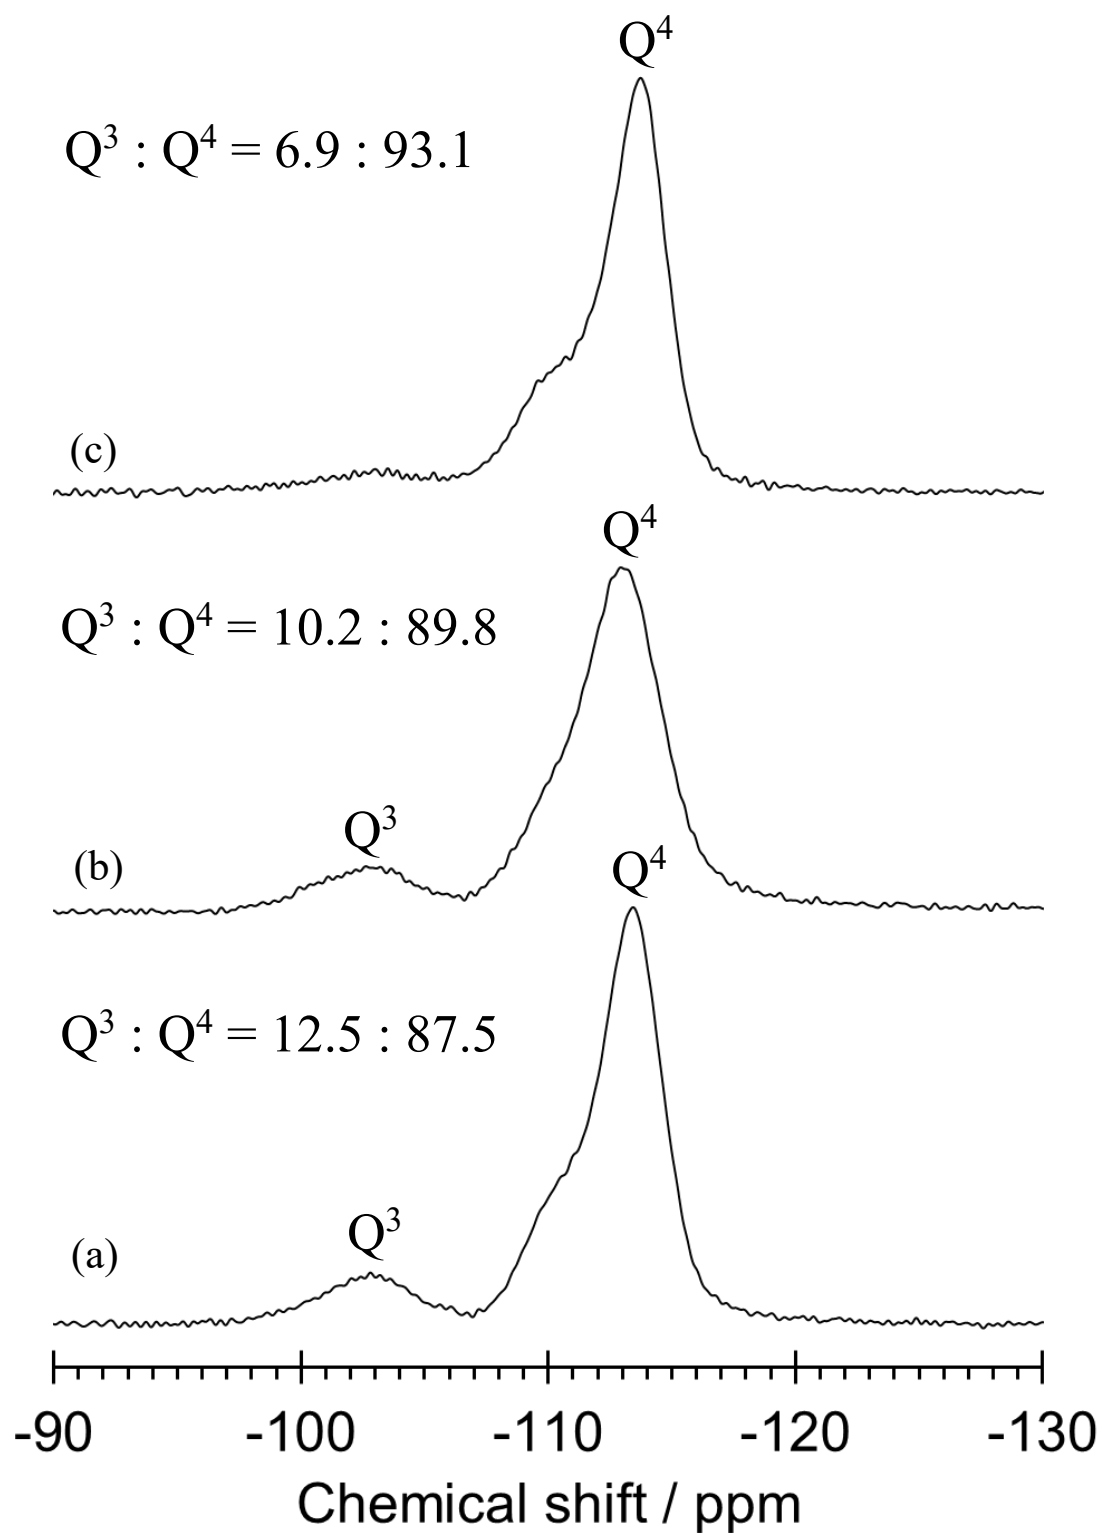 Q⁴
Q³ : Q⁴ = 6.9 : 93.1
(c)
Q⁴
Q³ : Q⁴ = 10.2 : 89.8
Q³
(b)
Q⁴
Q³ : Q⁴ = 12.5 : 87.5
Q³
(a)
-90 -100 -110 -120 -130
Chemical shift / ppm